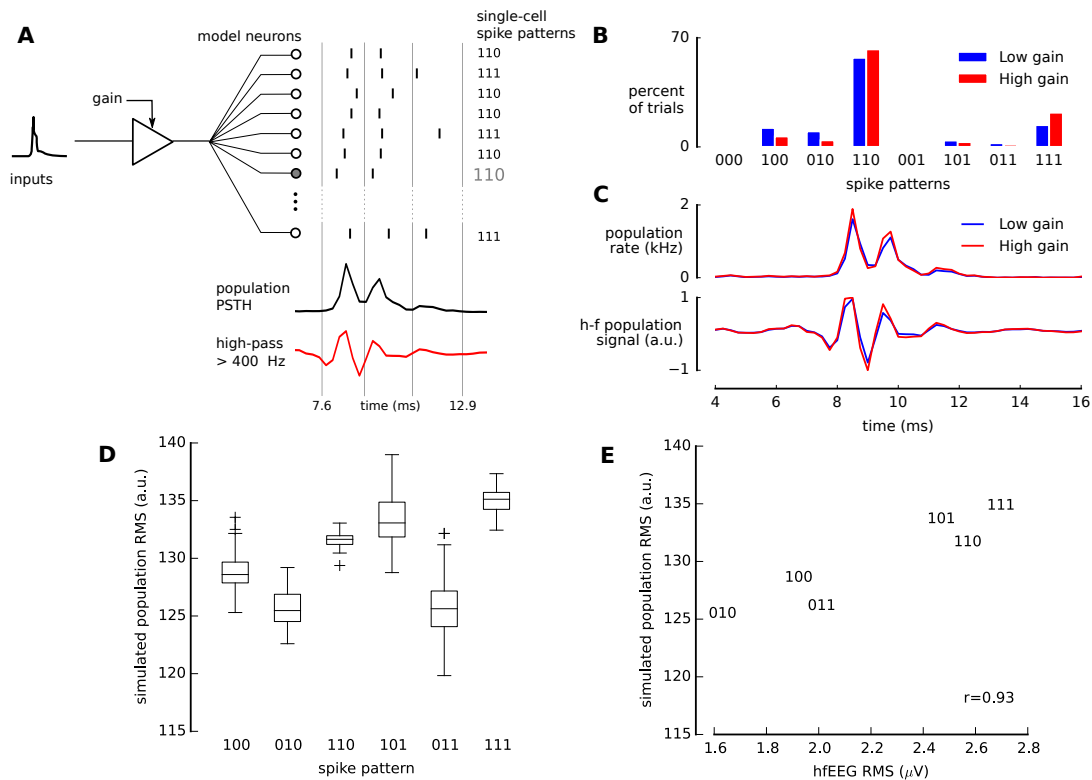 A
model neurons
single-cell
spike patterns
gain
inputs
110
111
110
110
111
110
110
111
population
PSTH
high-pass
> 400 Hz
7.6
time (ms)
12.9
B
70
percent
of trials
0
Low gain
High gain
000 100 010 110 001 101 011 111
spike patterns
C
2
population
rate (kHz)
0
Low gain
High gain
1
h-f population
signal (a.u.)
−1
4 6 8 10 12 14 16
time (ms)
D
simulated population RMS (a.u.)
140
135
130
125
120
115
100 010 110 101 011 111
spike pattern
E
simulated population RMS (a.u.)
140
135
130
125
120
115
111
101
110
100
011
010
r=0.93
1.6 1.8 2.0 2.2 2.4 2.6 2.8
hfEEG RMS (μV)